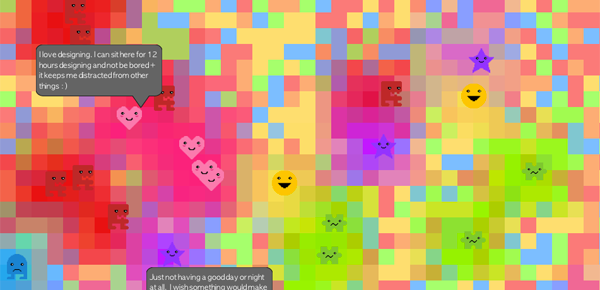 I love designing. I can sit here for 12
hours designing and not be bored +
it keeps me distracted from other
things :)
Just not having a good day or night
at all. I wish something would make